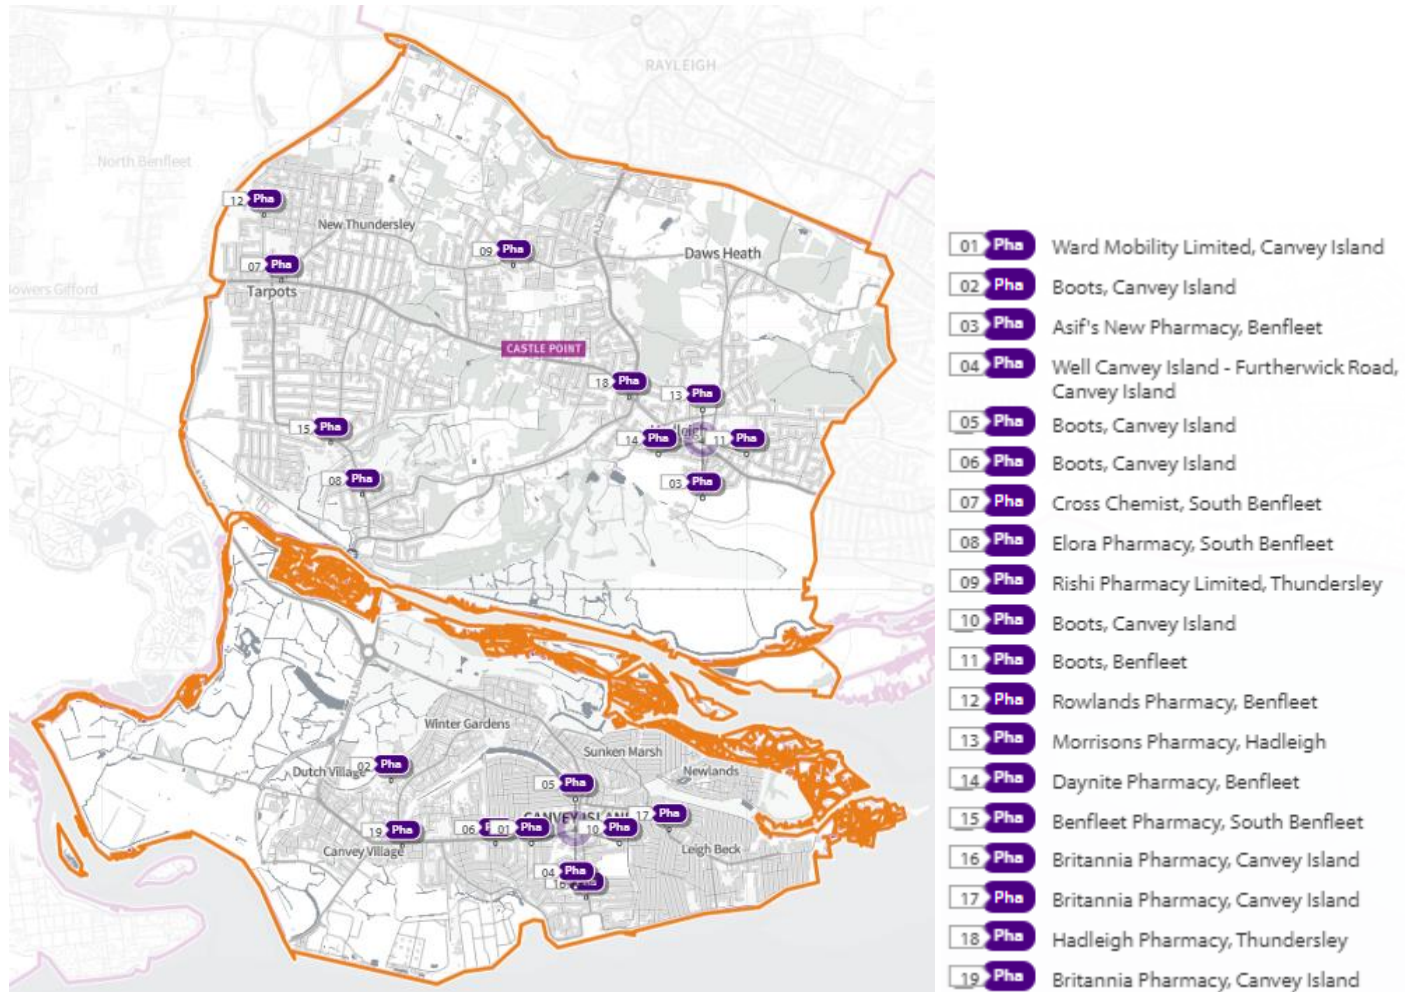 RAYLEIGH
North Benfleet
12 Pha
New Thundersley
09 Pha
Daws Heath
07 Pha
Tarpots
CASTLE POINT
18 Pha
13 Pha
15 Pha
14 Pha
11 Pha
08 Pha
03 Pha
Winter Gardens
Sunken Marsh
Dutch Village
02 Pha
Newlands
05 Pha
17 Pha
CANVEY ISLAND
19 Pha
06
01 Pha
10 Pha
Canvey Village
Leigh Beck
04 Pha
16
01 Pha Ward Mobility Limited, Canvey Island
02 Pha Boots, Canvey Island
03 Pha Asif's New Pharmacy, Benfleet
04 Pha Well Canvey Island - Furtherwick Road,
Canvey Island
05 Pha Boots, Canvey Island
06 Pha Boots, Canvey Island
07 Pha Cross Chemist, South Benfleet
08 Pha Elora Pharmacy, South Benfleet
09 Pha Rishi Pharmacy Limited, Thundersley
10 Pha Boots, Canvey Island
11 Pha Boots, Benfleet
12 Pha Rowlands Pharmacy, Benfleet
13 Pha Morrisons Pharmacy, Hadleigh
14 Pha Daynite Pharmacy, Benfleet
15 Pha Benfleet Pharmacy, South Benfleet
16 Pha Britannia Pharmacy, Canvey Island
17 Pha Britannia Pharmacy, Canvey Island
18 Pha Hadleigh Pharmacy, Thundersley
19 Pha Britannia Pharmacy, Canvey Island